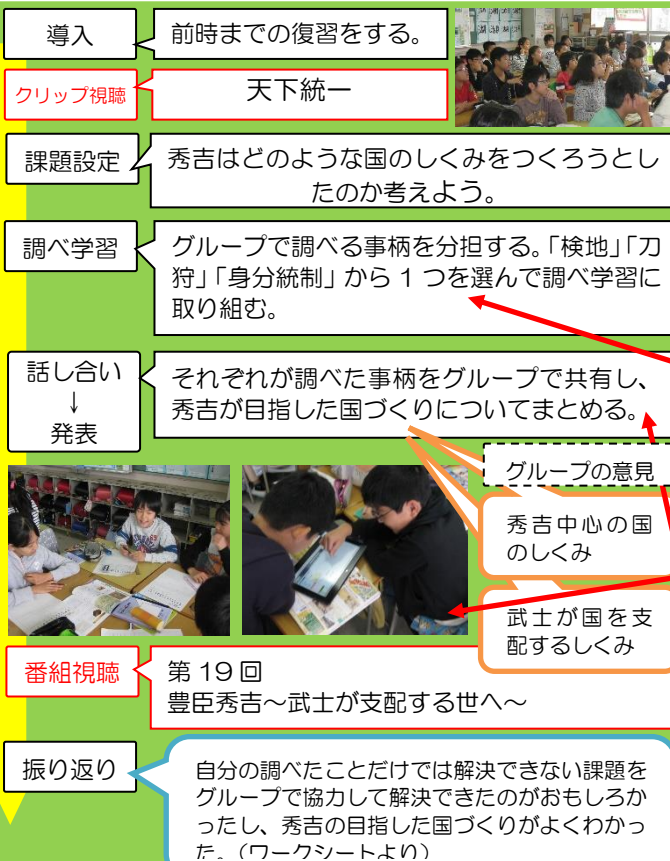 導入
前時までの復習をする。
クリップ視聴
天下統一
課題設定
秀吉はどのような国のしくみをつくろうとし
たのか考えよう。
調べ学習
グループで調べる事柄を分担する。「検地」「刀
狩」「身分統制」から1つを選んで調べ学習に
取り組む。
話し合い
↓
発表
それぞれが調べた事柄をグループで共有し、
秀吉が目指した国づくりについてまとめる。
グループの意見
秀吉中心の国
のしくみ
武士が国を支
配するしくみ
番組視聴
第19回
豊臣秀吉~武士が支配する世へ~
振り返り
自分の調べたことだけでは解決できない課題を
グループで協力して解決できたのがおもしろか
ったし、秀吉の目指した国づくりがよくわかっ
た。(ワークシートより)